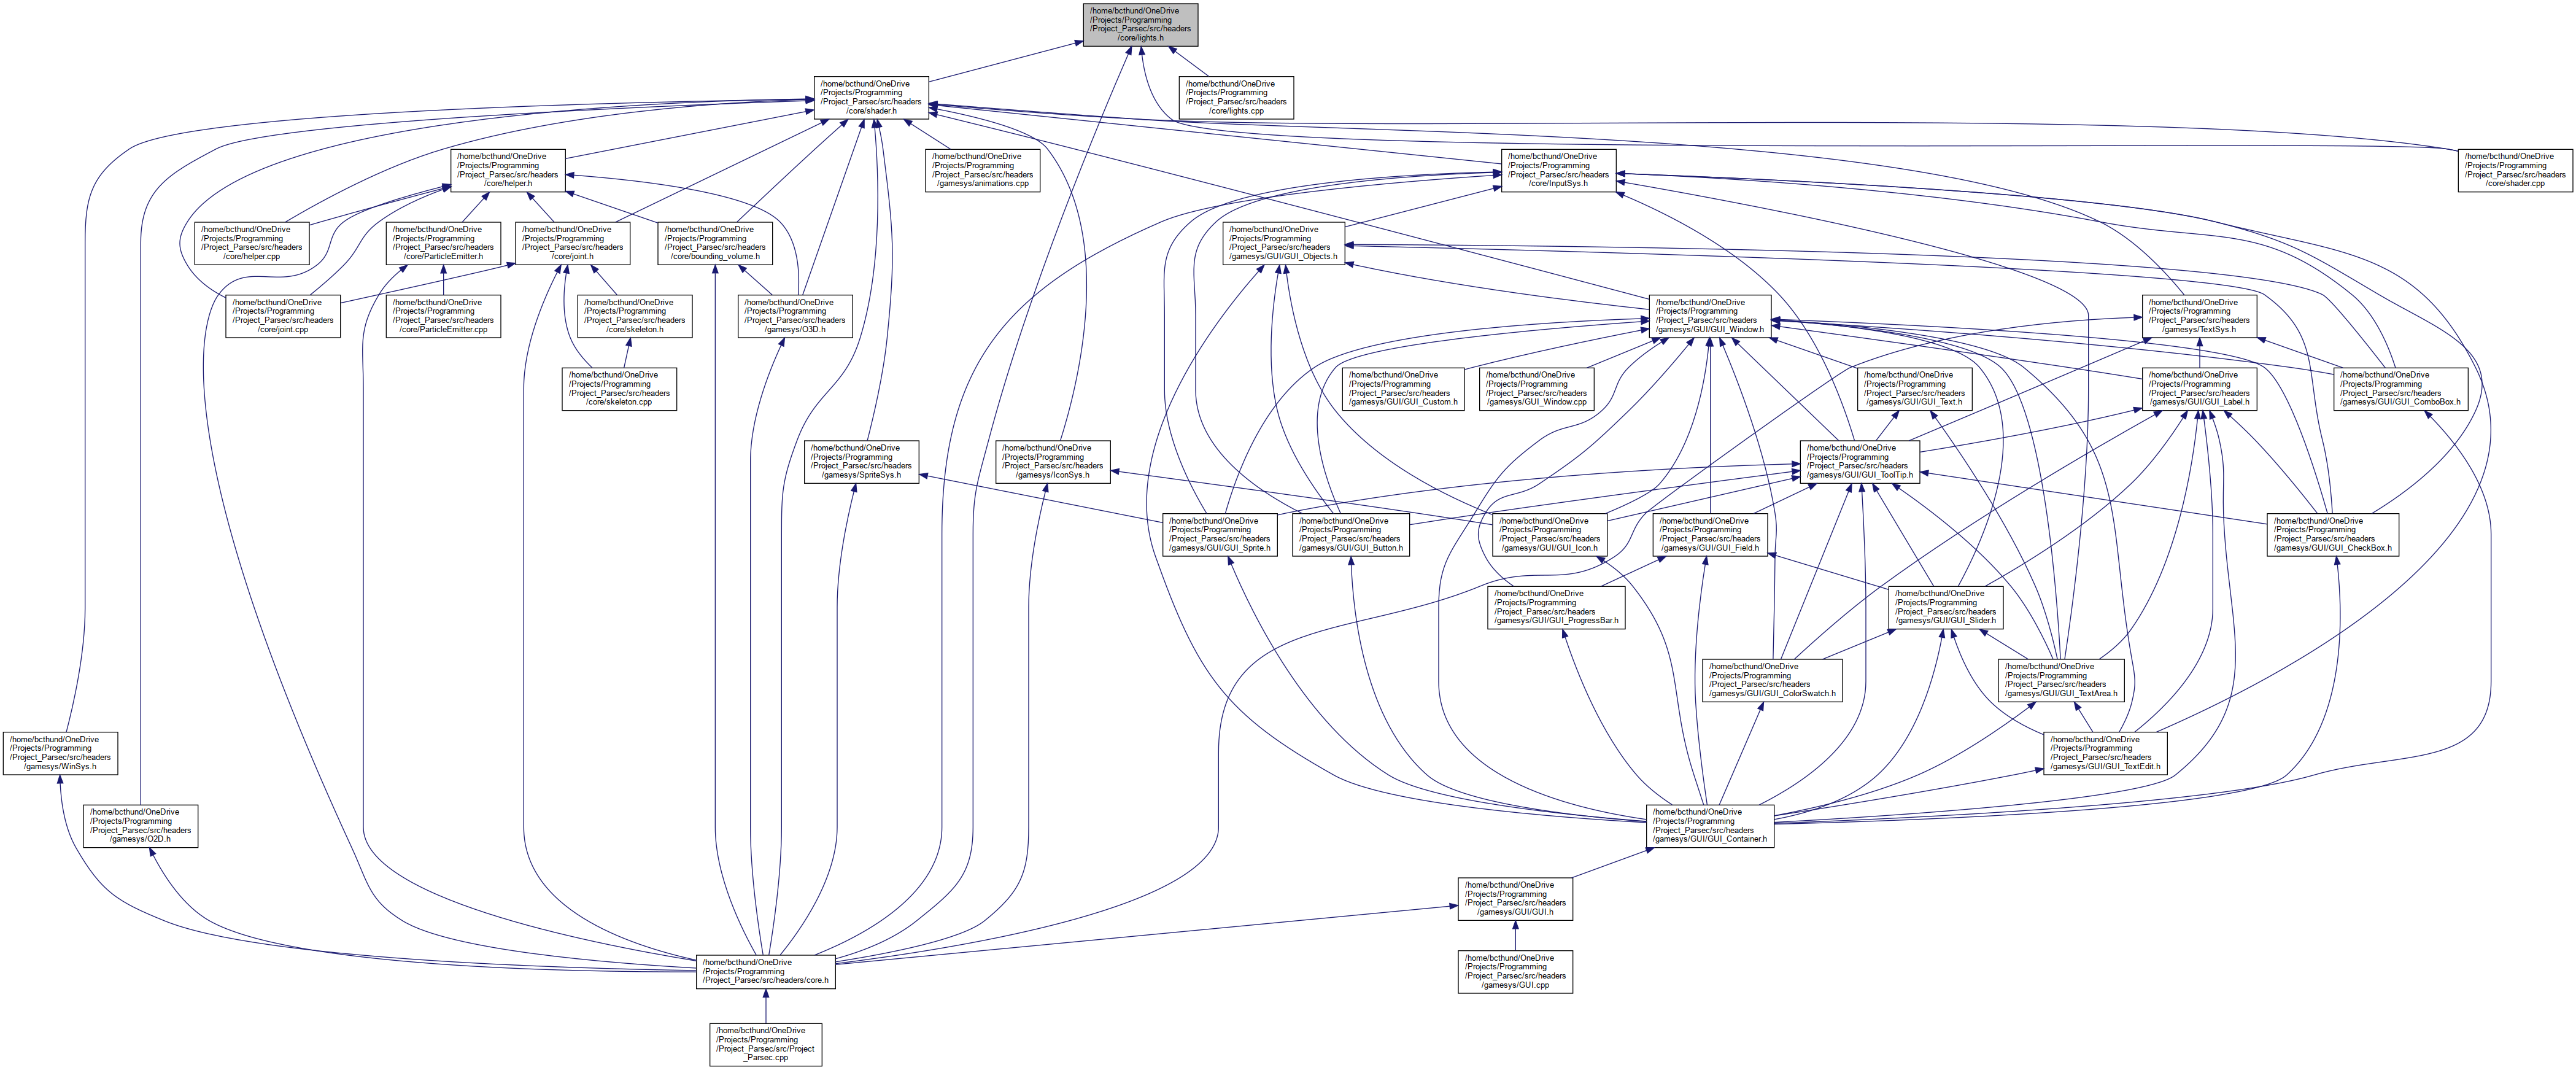 /home/bcthund/OneDrive
/Projects/Programming
/Project_Parsec/src/headers
/core/lights.h
/home/bcthund/OneDrive
/Projects/Programming
/Project_Parsec/src/headers
/core/shader.h
/home/bcthund/OneDrive
/Projects/Programming
/Project_Parsec/src/headers
/core/lights.cpp
/home/bcthund/OneDrive
/Projects/Programming
/Project_Parsec/src/headers
/core/helper.h
/home/bcthund/OneDrive
/Projects/Programming
/Project_Parsec/src/headers
/gamesys/animations.cpp
/home/bcthund/OneDrive
/Projects/Programming
/Project_Parsec/src/headers
/core/InputSys.h
/home/bcthund/OneDrive
/Projects/Programming
/Project_Parsec/src/headers
/core/shader.cpp
/home/bcthund/OneDrive
/Projects/Programming
/Project_Parsec/src/headers
/core/helper.cpp
/home/bcthund/OneDrive
/Projects/Programming
/Project_Parsec/src/headers
/core/ParticleEmitter.h
/home/bcthund/OneDrive
/Projects/Programming
/Project_Parsec/src/headers
/core/joint.h
/home/bcthund/OneDrive
/Projects/Programming
/Project_Parsec/src/headers
/core/bounding_volume.h
/home/bcthund/OneDrive
/Projects/Programming
/Project_Parsec/src/headers
/gamesys/GUI/GUI_Objects.h
/home/bcthund/OneDrive
/Projects/Programming
/Project_Parsec/src/headers
/core/joint.cpp
/home/bcthund/OneDrive
/Projects/Programming
/Project_Parsec/src/headers
/core/ParticleEmitter.cpp
/home/bcthund/OneDrive
/Projects/Programming
/Project_Parsec/src/headers
/core/skeleton.h
/home/bcthund/OneDrive
/Projects/Programming
/Project_Parsec/src/headers
/gamesys/O3D.h
/home/bcthund/OneDrive
/Projects/Programming
/Project_Parsec/src/headers
/gamesys/GUI/GUI_Window.h
/home/bcthund/OneDrive
/Projects/Programming
/Project_Parsec/src/headers
/gamesys/TextSys.h
/home/bcthund/OneDrive
/Projects/Programming
/Project_Parsec/src/headers
/core/skeleton.cpp
/home/bcthund/OneDrive
/Projects/Programming
/Project_Parsec/src/headers
/gamesys/GUI/GUI_Custom.h
/home/bcthund/OneDrive
/Projects/Programming
/Project_Parsec/src/headers
/gamesys/GUI_Window.cpp
/home/bcthund/OneDrive
/Projects/Programming
/Project_Parsec/src/headers
/gamesys/GUI/GUI_Text.h
/home/bcthund/OneDrive
/Projects/Programming
/Project_Parsec/src/headers
/gamesys/GUI/GUI_Label.h
/home/bcthund/OneDrive
/Projects/Programming
/Project_Parsec/src/headers
/gamesys/GUI/GUI_ComboBox.h
/home/bcthund/OneDrive
/Projects/Programming
/Project_Parsec/src/headers
/gamesys/SpriteSys.h
/home/bcthund/OneDrive
/Projects/Programming
/Project_Parsec/src/headers
/gamesys/IconSys.h
/home/bcthund/OneDrive
/Projects/Programming
/Project_Parsec/src/headers
/gamesys/GUI/GUI_ToolTip.h
/home/bcthund/OneDrive
/Projects/Programming
/Project_Parsec/src/headers
/gamesys/GUI/GUI_Sprite.h
/home/bcthund/OneDrive
/Projects/Programming
/Project_Parsec/src/headers
/gamesys/GUI/GUI_Button.h
/home/bcthund/OneDrive
/Projects/Programming
/Project_Parsec/src/headers
/gamesys/GUI/GUI_Icon.h
/home/bcthund/OneDrive
/Projects/Programming
/Project_Parsec/src/headers
/gamesys/GUI/GUI_Field.h
/home/bcthund/OneDrive
/Projects/Programming
/Project_Parsec/src/headers
/gamesys/GUI/GUI_CheckBox.h
/home/bcthund/OneDrive
/Projects/Programming
/Project_Parsec/src/headers
/gamesys/GUI/GUI_ProgressBar.h
/home/bcthund/OneDrive
/Projects/Programming
/Project_Parsec/src/headers
/gamesys/GUI/GUI_Slider.h
/home/bcthund/OneDrive
/Projects/Programming
/Project_Parsec/src/headers
/gamesys/GUI/GUI_ColorSwatch.h
/home/bcthund/OneDrive
/Projects/Programming
/Project_Parsec/src/headers
/gamesys/GUI/GUI_TextArea.h
/home/bcthund/OneDrive
/Projects/Programming
/Project_Parsec/src/headers
/gamesys/WinSys.h
/home/bcthund/OneDrive
/Projects/Programming
/Project_Parsec/src/headers
/gamesys/GUI/GUI_TextEdit.h
/home/bcthund/OneDrive
/Projects/Programming
/Project_Parsec/src/headers
/gamesys/O2D.h
/home/bcthund/OneDrive
/Projects/Programming
/Project_Parsec/src/headers
/gamesys/GUI/GUI_Container.h
/home/bcthund/OneDrive
/Projects/Programming
/Project_Parsec/src/headers
/gamesys/GUI/GUI.h
/home/bcthund/OneDrive
/Projects/Programming
/Project_Parsec/src/headers/core.h
/home/bcthund/OneDrive
/Projects/Programming
/Project_Parsec/src/headers
/gamesys/GUI.cpp
/home/bcthund/OneDrive
/Projects/Programming
/Project_Parsec/src/Project
_Parsec.cpp